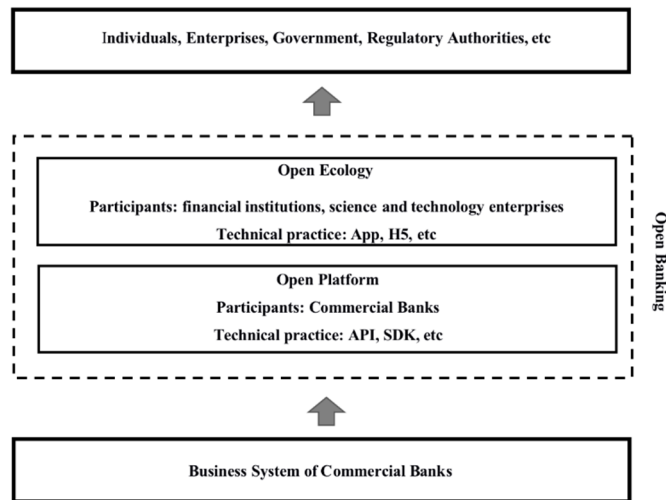 Individuals, Enterprises, Government, Regulatory Authorities, etc
Open Ecology
Participants: financial institutions, science and technology enterprises
Technical practice: App, H5, etc
Open Platform
Participants: Commercial Banks
Technical practice: API, SDK, etc
Open Banking
Business System of Commercial Banks